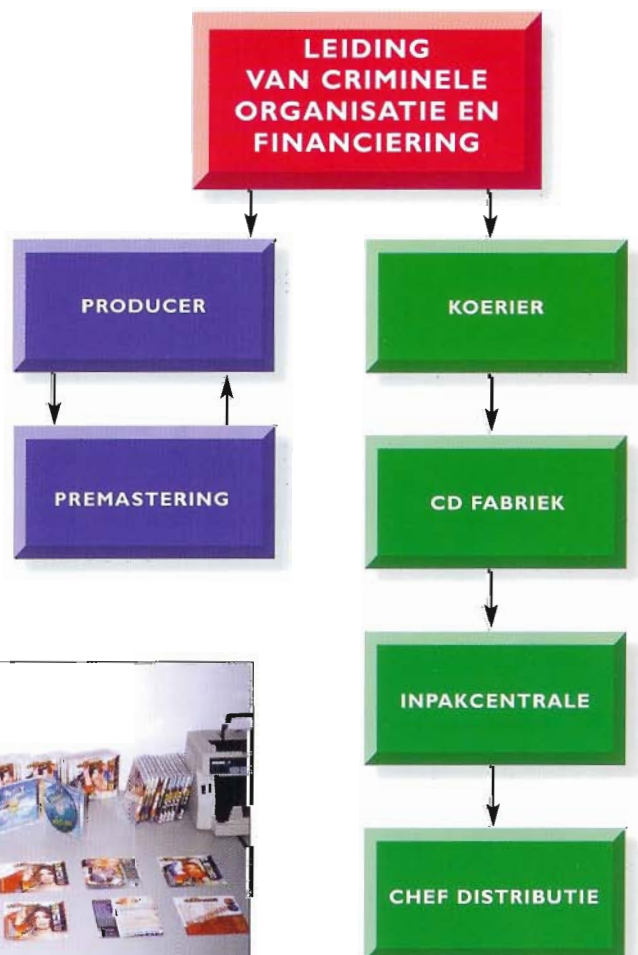 LEIDING
VAN CRIMINELE
ORGANISATIE EN
FINANCIERING
PRODUCER
KOERIER
PREMASTERING
CD FABRIEK
INPAKCENTRALE
CHEF DISTRIBUTIE